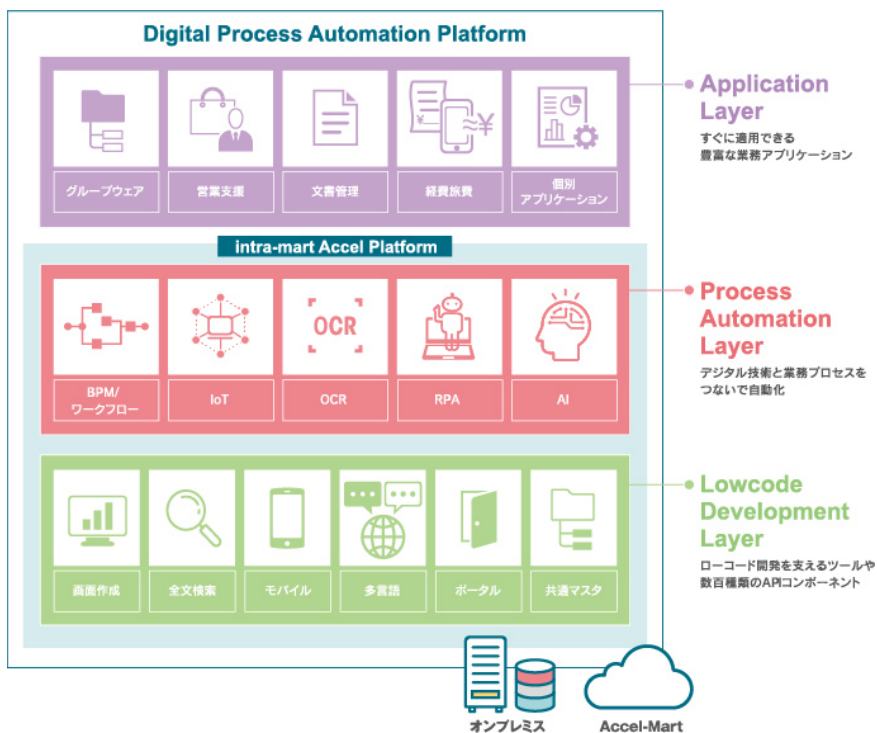 Digital Process Automation Platform
¥
≈¥
グループウェア
営業支援
文書管理
経費旅費
個別
アプリケーション
Application
Layer
すぐに適用できる
豊富な業務アプリケーション
intra-mart Accel Platform
OCR
BPM/
ワークフロー
IoT
OCR
RPA
AI
Process
Automation
Layer
デジタル技術と業務プロセスを
つないで自動化
画面作成
全文検索
モバイル
多言語
ポータル
共通マスタ
Lowcode
Development
Layer
ローコード開発を支えるツールや
数百種類のAPIコンポーネント
オンプレミス
Accel-Mart